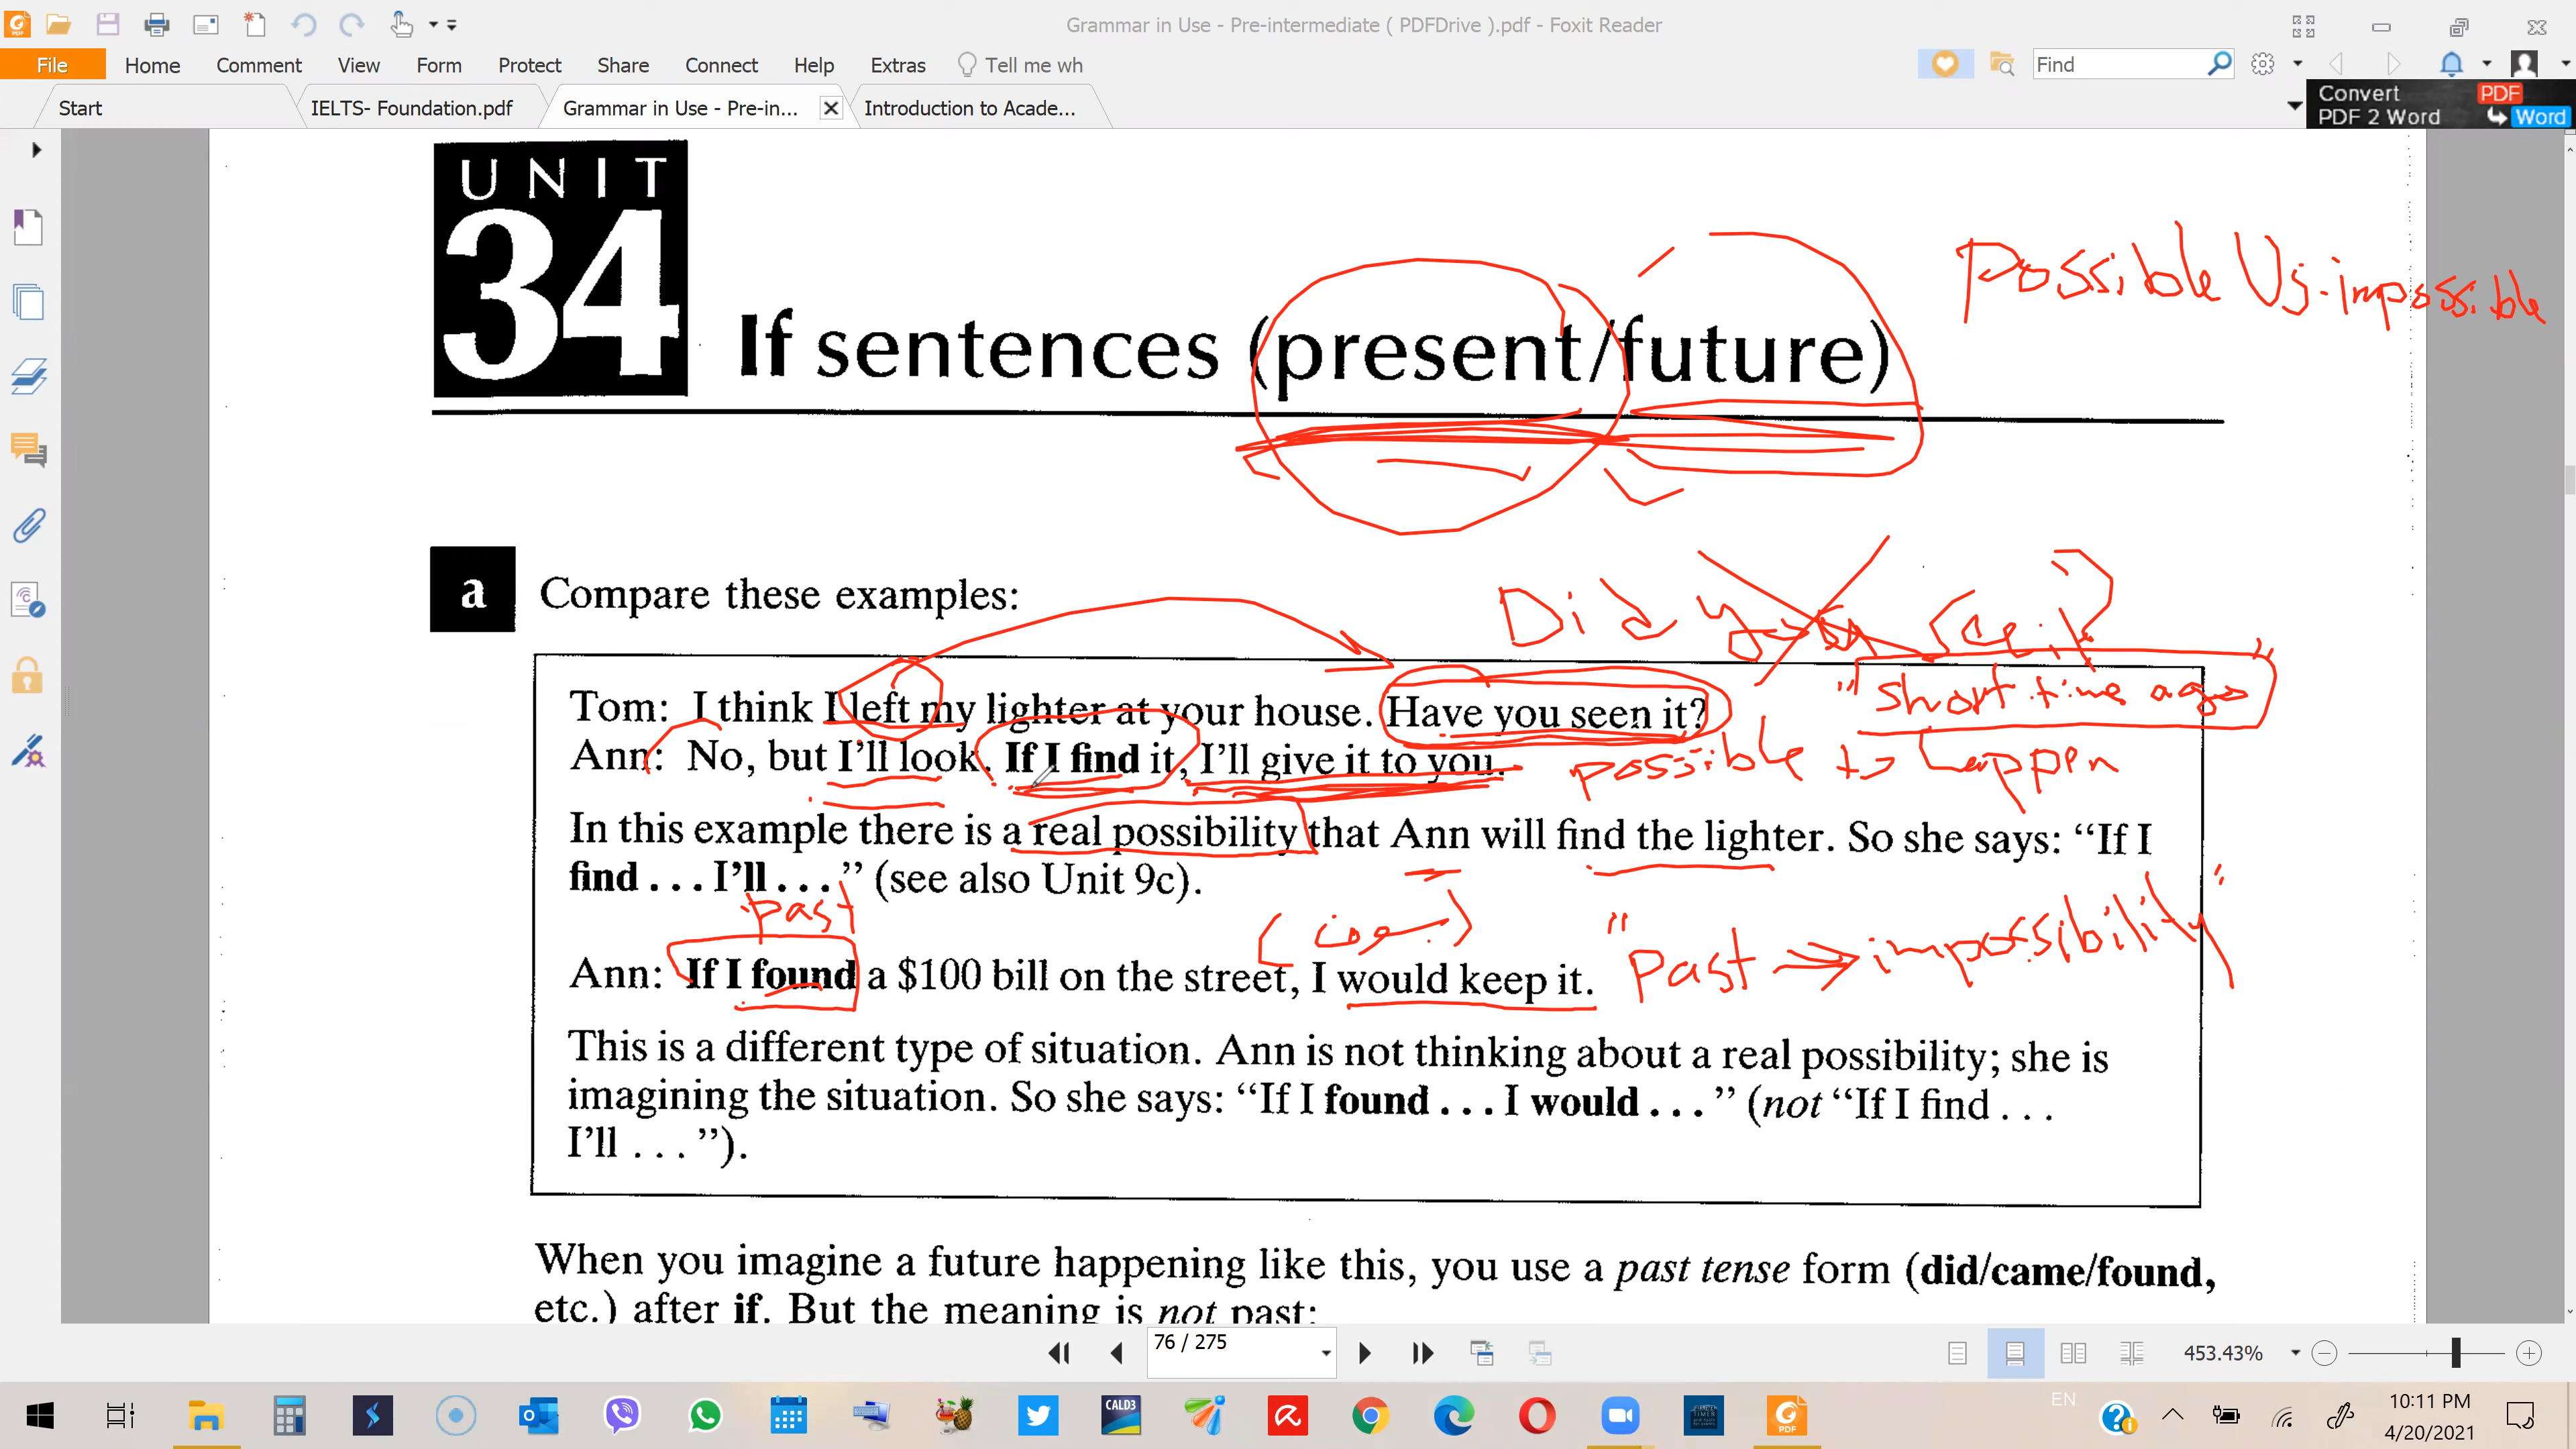 Grammar in Use - Pre-intermediate ( PDFDrive ).pdf - Foxit Reader
File Home Comment View Form Protect Share Connect Help Extras Tell me wh Find
Start IELTS- Foundation.pdf Grammar in Use - Pre-in... Introduction to Acade...
Convert PDF
PDF 2 Word Word
UNIT
34
If sentences (present/future)
Possible Vs. impossible
a Compare these examples:
Did you see it?
Tom: I think I left my lighter at your house. Have you seen it?
"short time ago"
Ann: No, but I'll look. If I find it, I'll give it to you.
possible to happen
In this example there is a real possibility that Ann will find the lighter. So she says: “If I
find . . . I’ll . . . ” (see also Unit 9c).
past
Ann: If I found a $100 bill on the street, I would keep it.
"Past ⇒ impossibility"
This is a different type of situation. Ann is not thinking about a real possibility; she is
imagining the situation. So she says: “If I found . . . I would . . . ” (not “If I find . . .
I’ll . . . ”).
When you imagine a future happening like this, you use a past tense form (did/came/found,
etc.) after if. But the meaning is not past:
76 / 275
453.43%
CALD3
PDF
EN
10:11 PM
4/20/2021